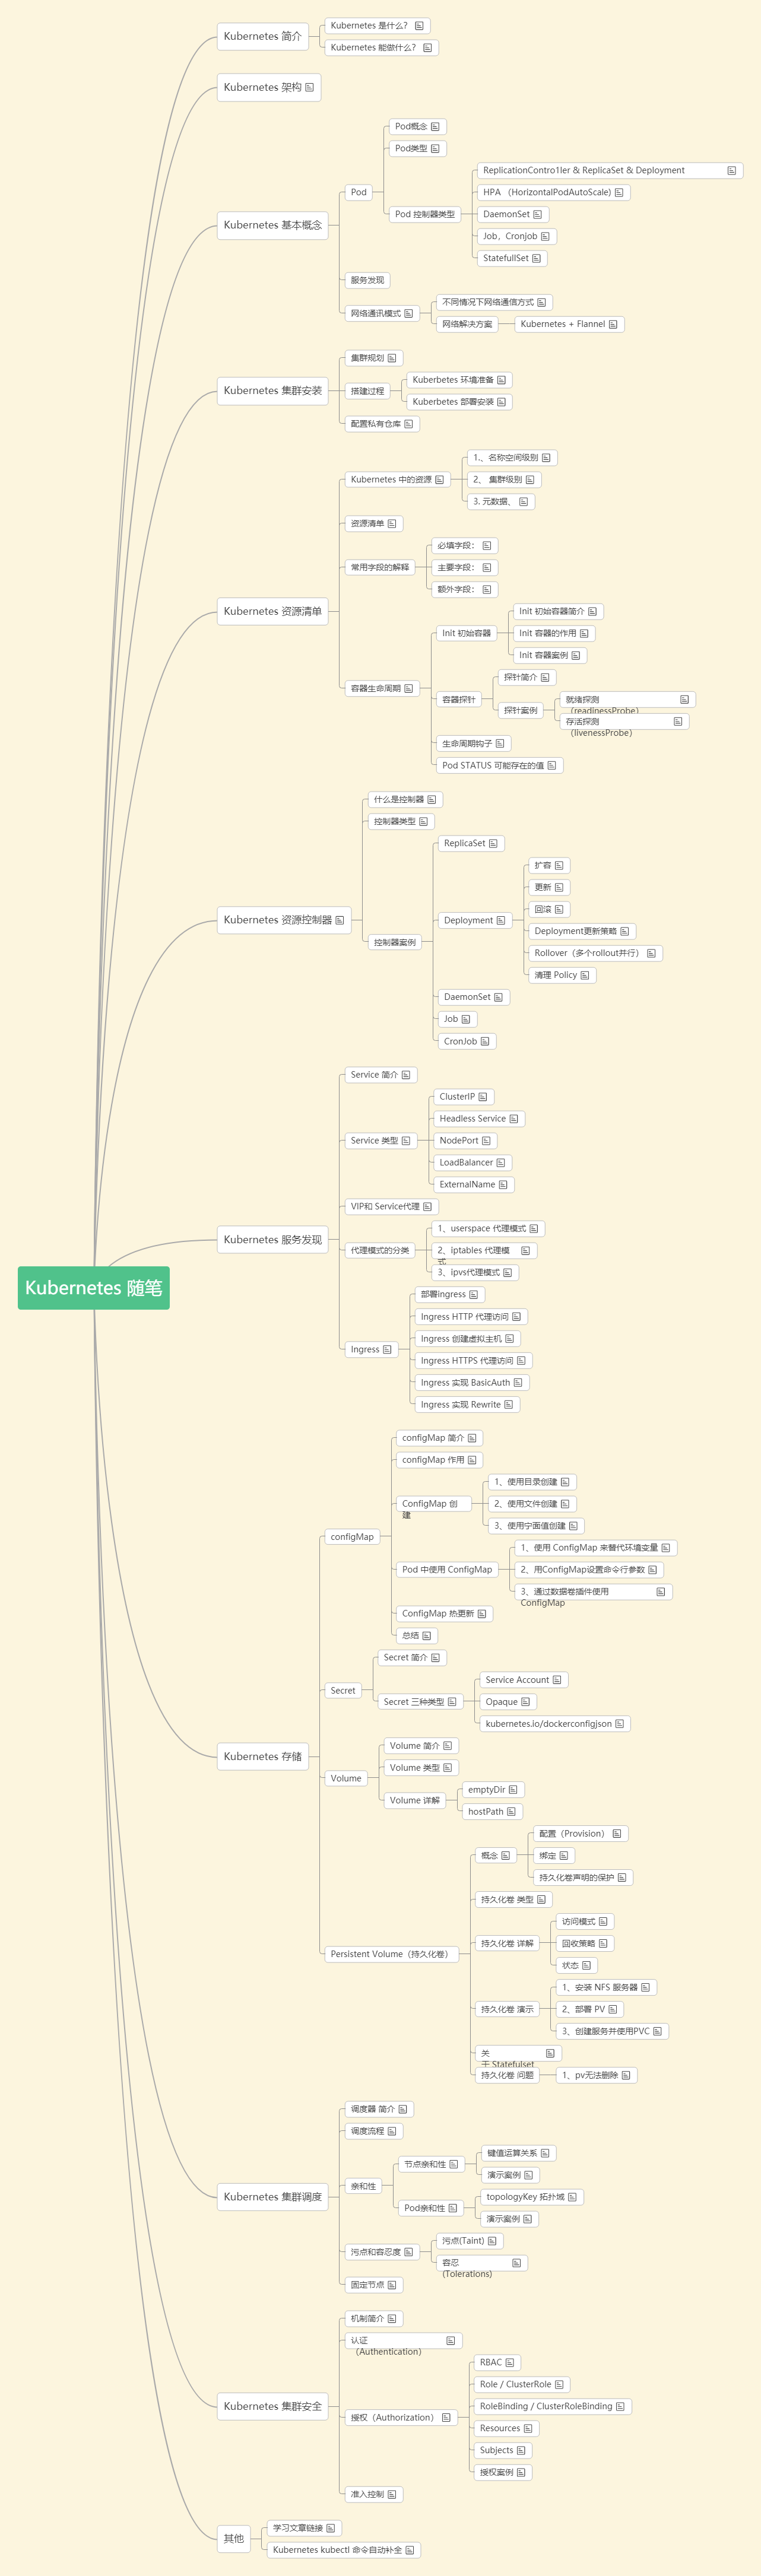 Kubernetes 随笔
Kubernetes 简介
Kubernetes 是什么?
Kubernetes 能做什么?
Kubernetes 架构
Kubernetes 基本概念
Pod
Pod概念
Pod类型
Pod 控制器类型
ReplicationContro1ler & ReplicaSet & Deployment
HPA （HorizontalPodAutoScale)
DaemonSet
Job，Cronjob
StatefullSet
服务发现
网络通讯模式
不同情况下网络通信方式
网络解决方案
Kubernetes + Flannel
Kubernetes 集群安装
集群规划
搭建过程
Kuberbetes 环境准备
Kuberbetes 部署安装
配置私有仓库
Kubernetes 资源清单
Kubernetes 中的资源
1.、名称空间级别
2、 集群级别
3. 元数据、
资源清单
常用字段的解释
必填字段：
主要字段：
额外字段：
容器生命周期
Init 初始容器
Init 初始容器简介
Init 容器的作用
Init 容器案例
容器探针
探针简介
探针案例
就绪探测
（readinessProbe）
存活探测
（livenessProbe）
生命周期钩子
Pod STATUS 可能存在的值
Kubernetes 资源控制器
什么是控制器
控制器类型
控制器案例
ReplicaSet
Deployment
扩容
更新
回滚
Deployment更新策略
Rollover（多个rollout并行）
清理 Policy
DaemonSet
Job
CronJob
Kubernetes 服务发现
Service 简介
Service 类型
ClusterIP
Headless Service
NodePort
LoadBalancer
ExternalName
VIP和 Service代理
代理模式的分类
1、userspace 代理模式
2、iptables 代理模
式
3、ipvs代理模式
Ingress
部署ingress
Ingress HTTP 代理访问
Ingress 创建虚拟主机
Ingress HTTPS 代理访问
Ingress 实现 BasicAuth
Ingress 实现 Rewrite
Kubernetes 存储
configMap
configMap 简介
configMap 作用
ConfigMap 创
建
1、使用目录创建
2、使用文件创建
3、使用宁面值创建
Pod 中使用 ConfigMap
1、使用 ConfigMap 来替代环境变量
2、用ConfigMap设置命令行参数
3、通过数据卷插件使用
ConfigMap
ConfigMap 热更新
总结
Secret
Secret 简介
Secret 三种类型
Service Account
Opaque
kubernetes.io/dockerconfigjson
Volume
Volume 简介
Volume 类型
Volume 详解
emptyDir
hostPath
Persistent Volume（持久化卷）
概念
配置（Provision）
绑定
持久化卷声明的保护
持久化卷 类型
持久化卷 详解
访问模式
回收策略
状态
持久化卷 演示
1、安装 NFS 服务器
2、部署 PV
3、创建服务并使用PVC
关
于 Statefulset
持久化卷 问题
1、pv无法删除
Kubernetes 集群调度
调度器 简介
调度流程
亲和性
节点亲和性
键值运算关系
演示案例
Pod亲和性
topologyKey 拓扑域
演示案例
污点和容忍度
污点(Taint)
容忍
(Tolerations)
固定节点
Kubernetes 集群安全
机制简介
认证
（Authentication）
授权（Authorization）
RBAC
Role / ClusterRole
RoleBinding / ClusterRoleBinding
Resources
Subjects
授权案例
准入控制
其他
学习文章链接
Kubernetes kubectl 命令自动补全